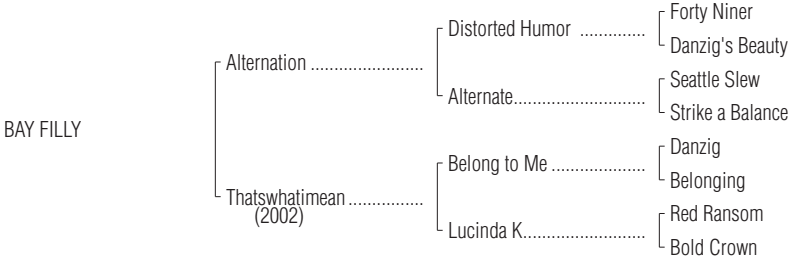 Forty Niner
Distorted Humor ..............
Danzig's Beauty
Alternation ........................
Seattle Slew
Alternate............................
Strike a Balance
BAY FILLY
Danzig
Belong to Me ....................
Belonging
Thatswhatimean ................
(2002)
Red Ransom
Lucinda K..........................
Bold Crown